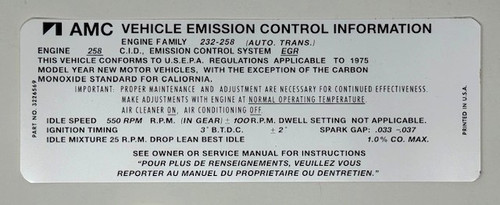 AMC VEHICLE EMISSION CONTROL INFORMATION
ENGINE FAMILY 232-258 (AUTO. TRANS.)
ENGINE 258 C.I.D., EMISSION CONTROL SYSTEM EGR
THIS VEHICLE CONFORMS TO U.S.E.P.A. REGULATIONS APPLICABLE TO 1975
MODEL YEAR NEW MOTOR VEHICLES, WITH THE EXCEPTION OF THE CARBON
MONOXIDE STANDARD FOR CALIORNIA.
IMPORTANT: PROPER MAINTENANCE AND ADJUSTMENT ARE NECESSARY FOR CONTINUED EFFECTIVENESS.
MAKE ADJUSTMENTS WITH ENGINE AT NORMAL OPERATING TEMPERATURE.
AIR CLEANER ON, AIR CONDITIONING OFF
IDLE SPEED 550 RPM R.P.M. (IN GEAR) ± 100 R.P.M. DWELL SETTING NOT APPLICABLE.
IGNITION TIMING 3° B.T.D.C. ± 2° SPARK GAP: .033 -.037
IDLE MIXTURE 25 R.P.M. DROP LEAN BEST IDLE 1.0% CO. MAX.
SEE OWNER OR SERVICE MANUAL FOR INSTRUCTIONS
"POUR PLUS DE RENSEIGNEMENTS, VEUILLEZ VOUS
REPORTER AU MANUEL DU PROPRIETAIRE OU D'ENTRETIEN."
PART NO. 3226569
PRINTED IN U.S.A.